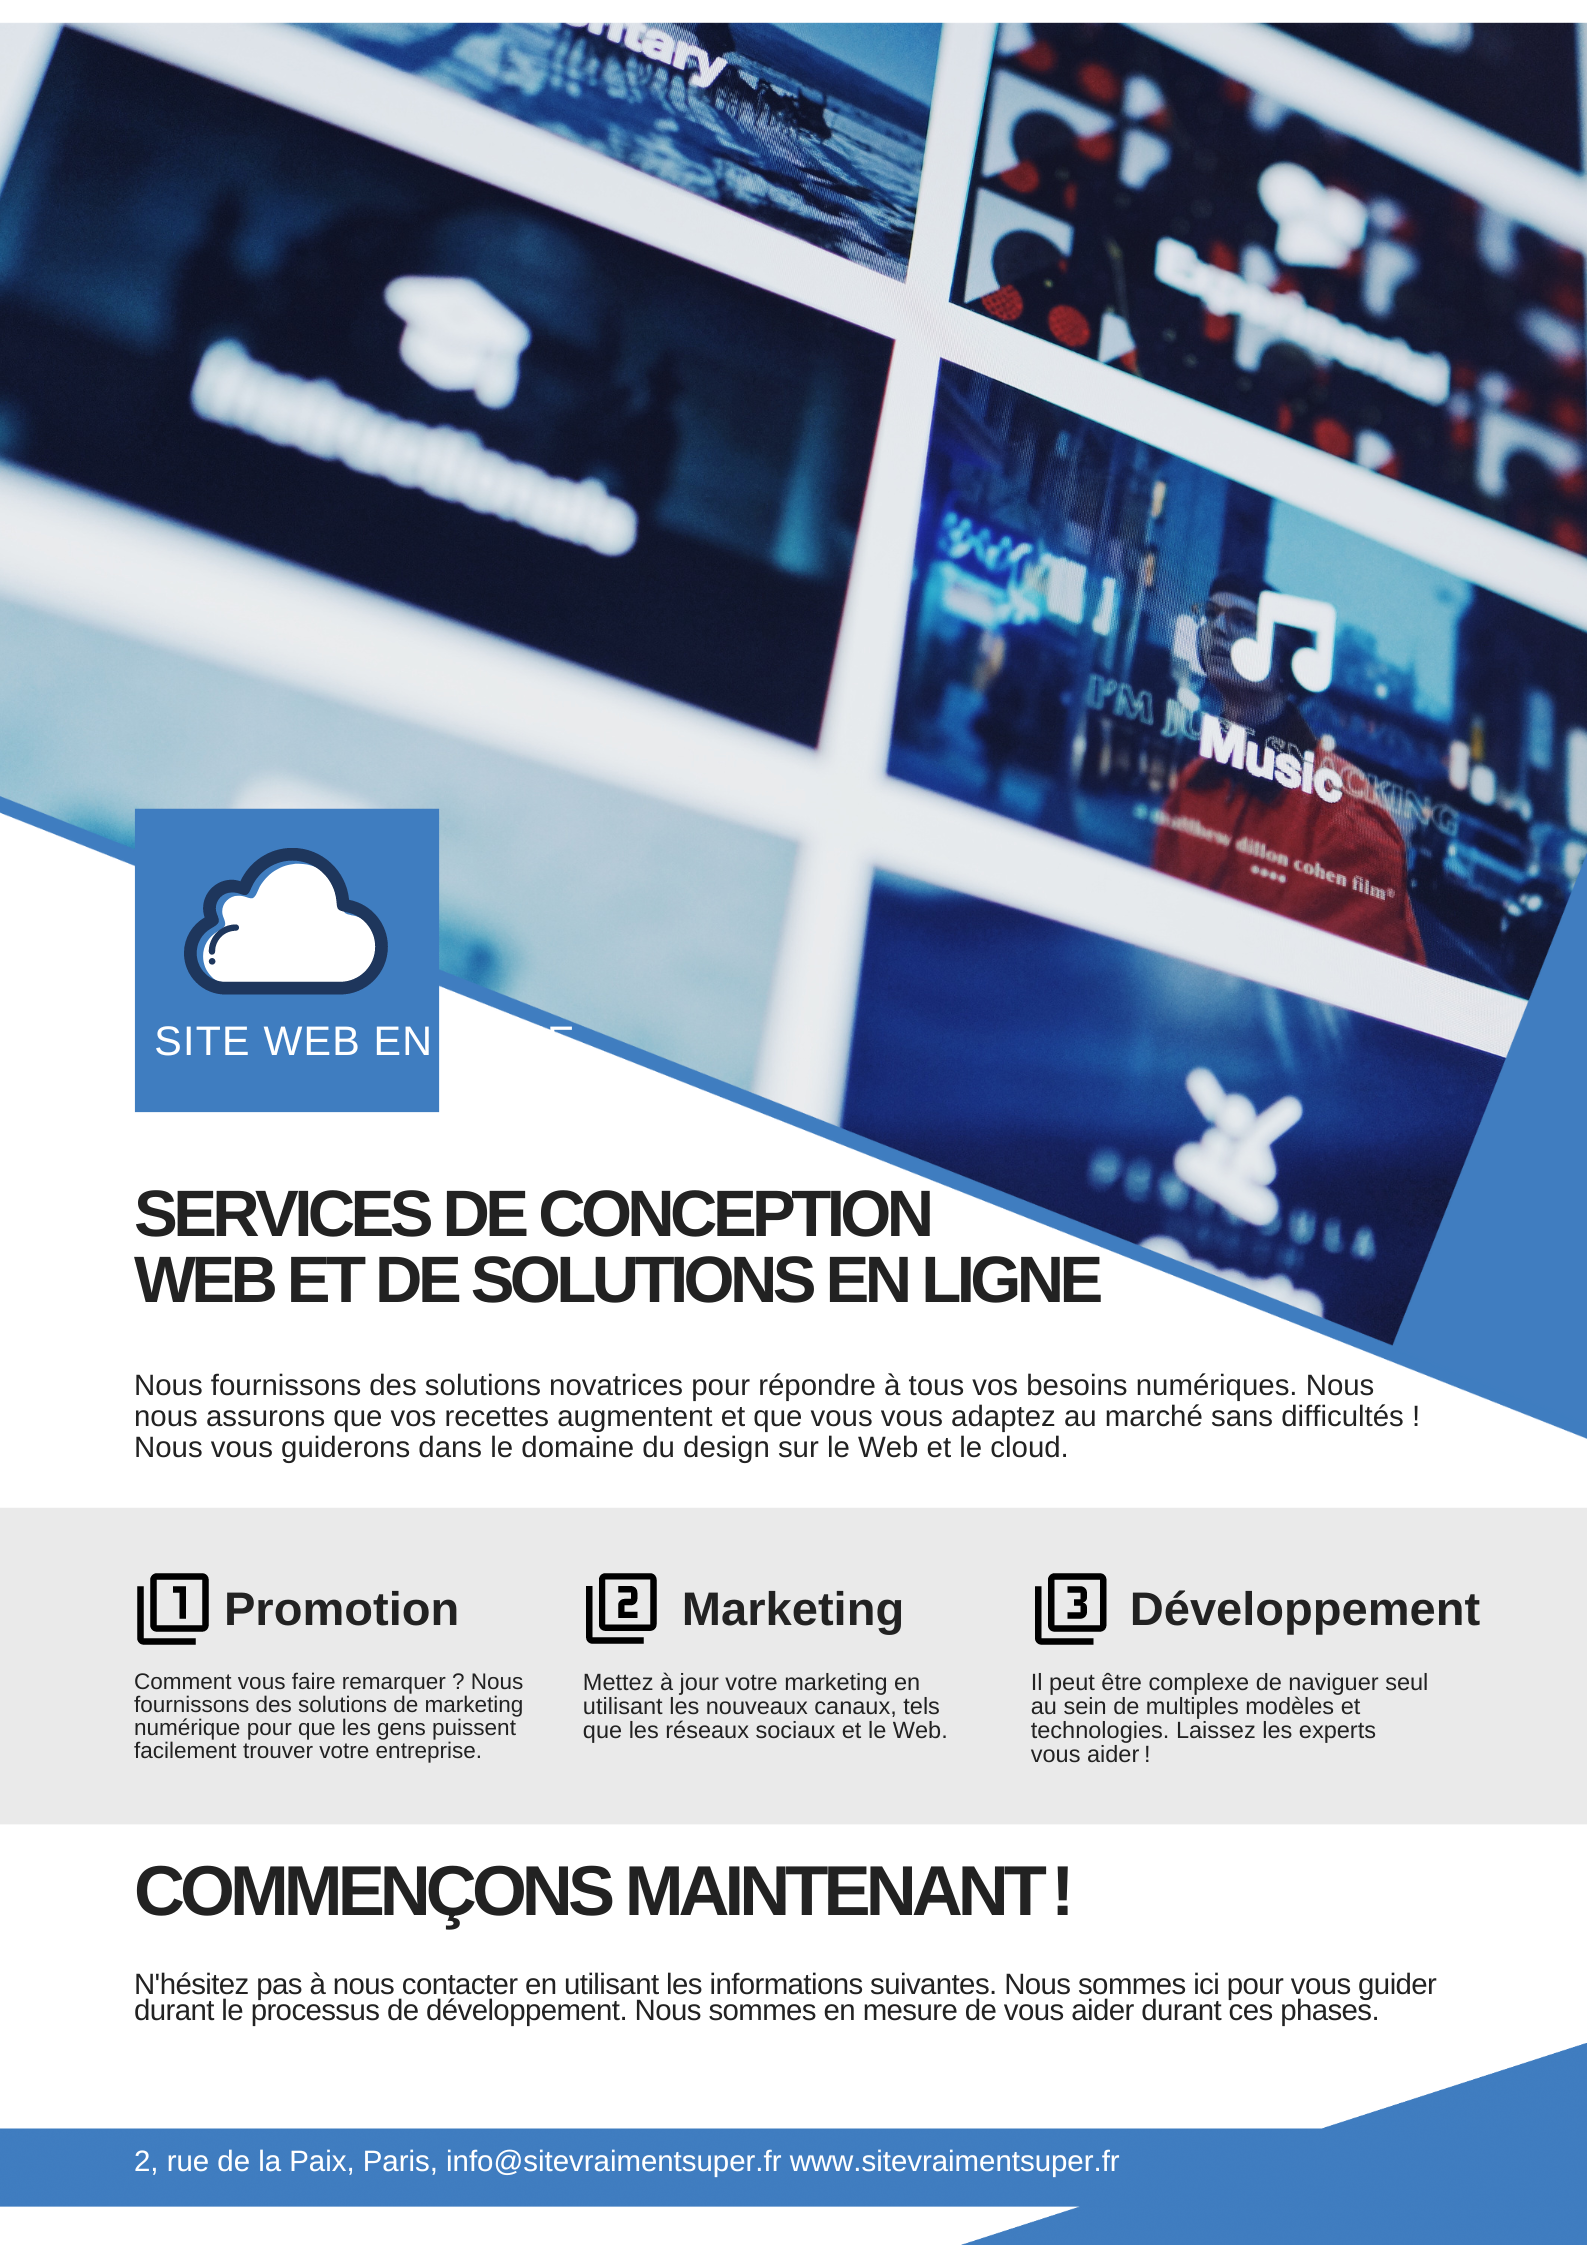 ntary
Music
I'M JUST SNACKING
matthew dillon cohen film®
SITE WEB EN
SERVICES DE CONCEPTION
WEB ET DE SOLUTIONS EN LIGNE
Nous fournissons des solutions novatrices pour répondre à tous vos besoins numériques. Nous
nous assurons que vos recettes augmentent et que vous vous adaptez au marché sans difficultés !
Nous vous guiderons dans le domaine du design sur le Web et le cloud.
1 Promotion
Comment vous faire remarquer ? Nous
fournissons des solutions de marketing
numérique pour que les gens puissent
facilement trouver votre entreprise.
2 Marketing
Mettez à jour votre marketing en
utilisant les nouveaux canaux, tels
que les réseaux sociaux et le Web.
3 Développement
Il peut être complexe de naviguer seul
au sein de multiples modèles et
technologies. Laissez les experts
vous aider !
COMMENÇONS MAINTENANT !
N'hésitez pas à nous contacter en utilisant les informations suivantes. Nous sommes ici pour vous guider
durant le processus de développement. Nous sommes en mesure de vous aider durant ces phases.
2, rue de la Paix, Paris, info@sitevraimentsuper.fr www.sitevraimentsuper.fr